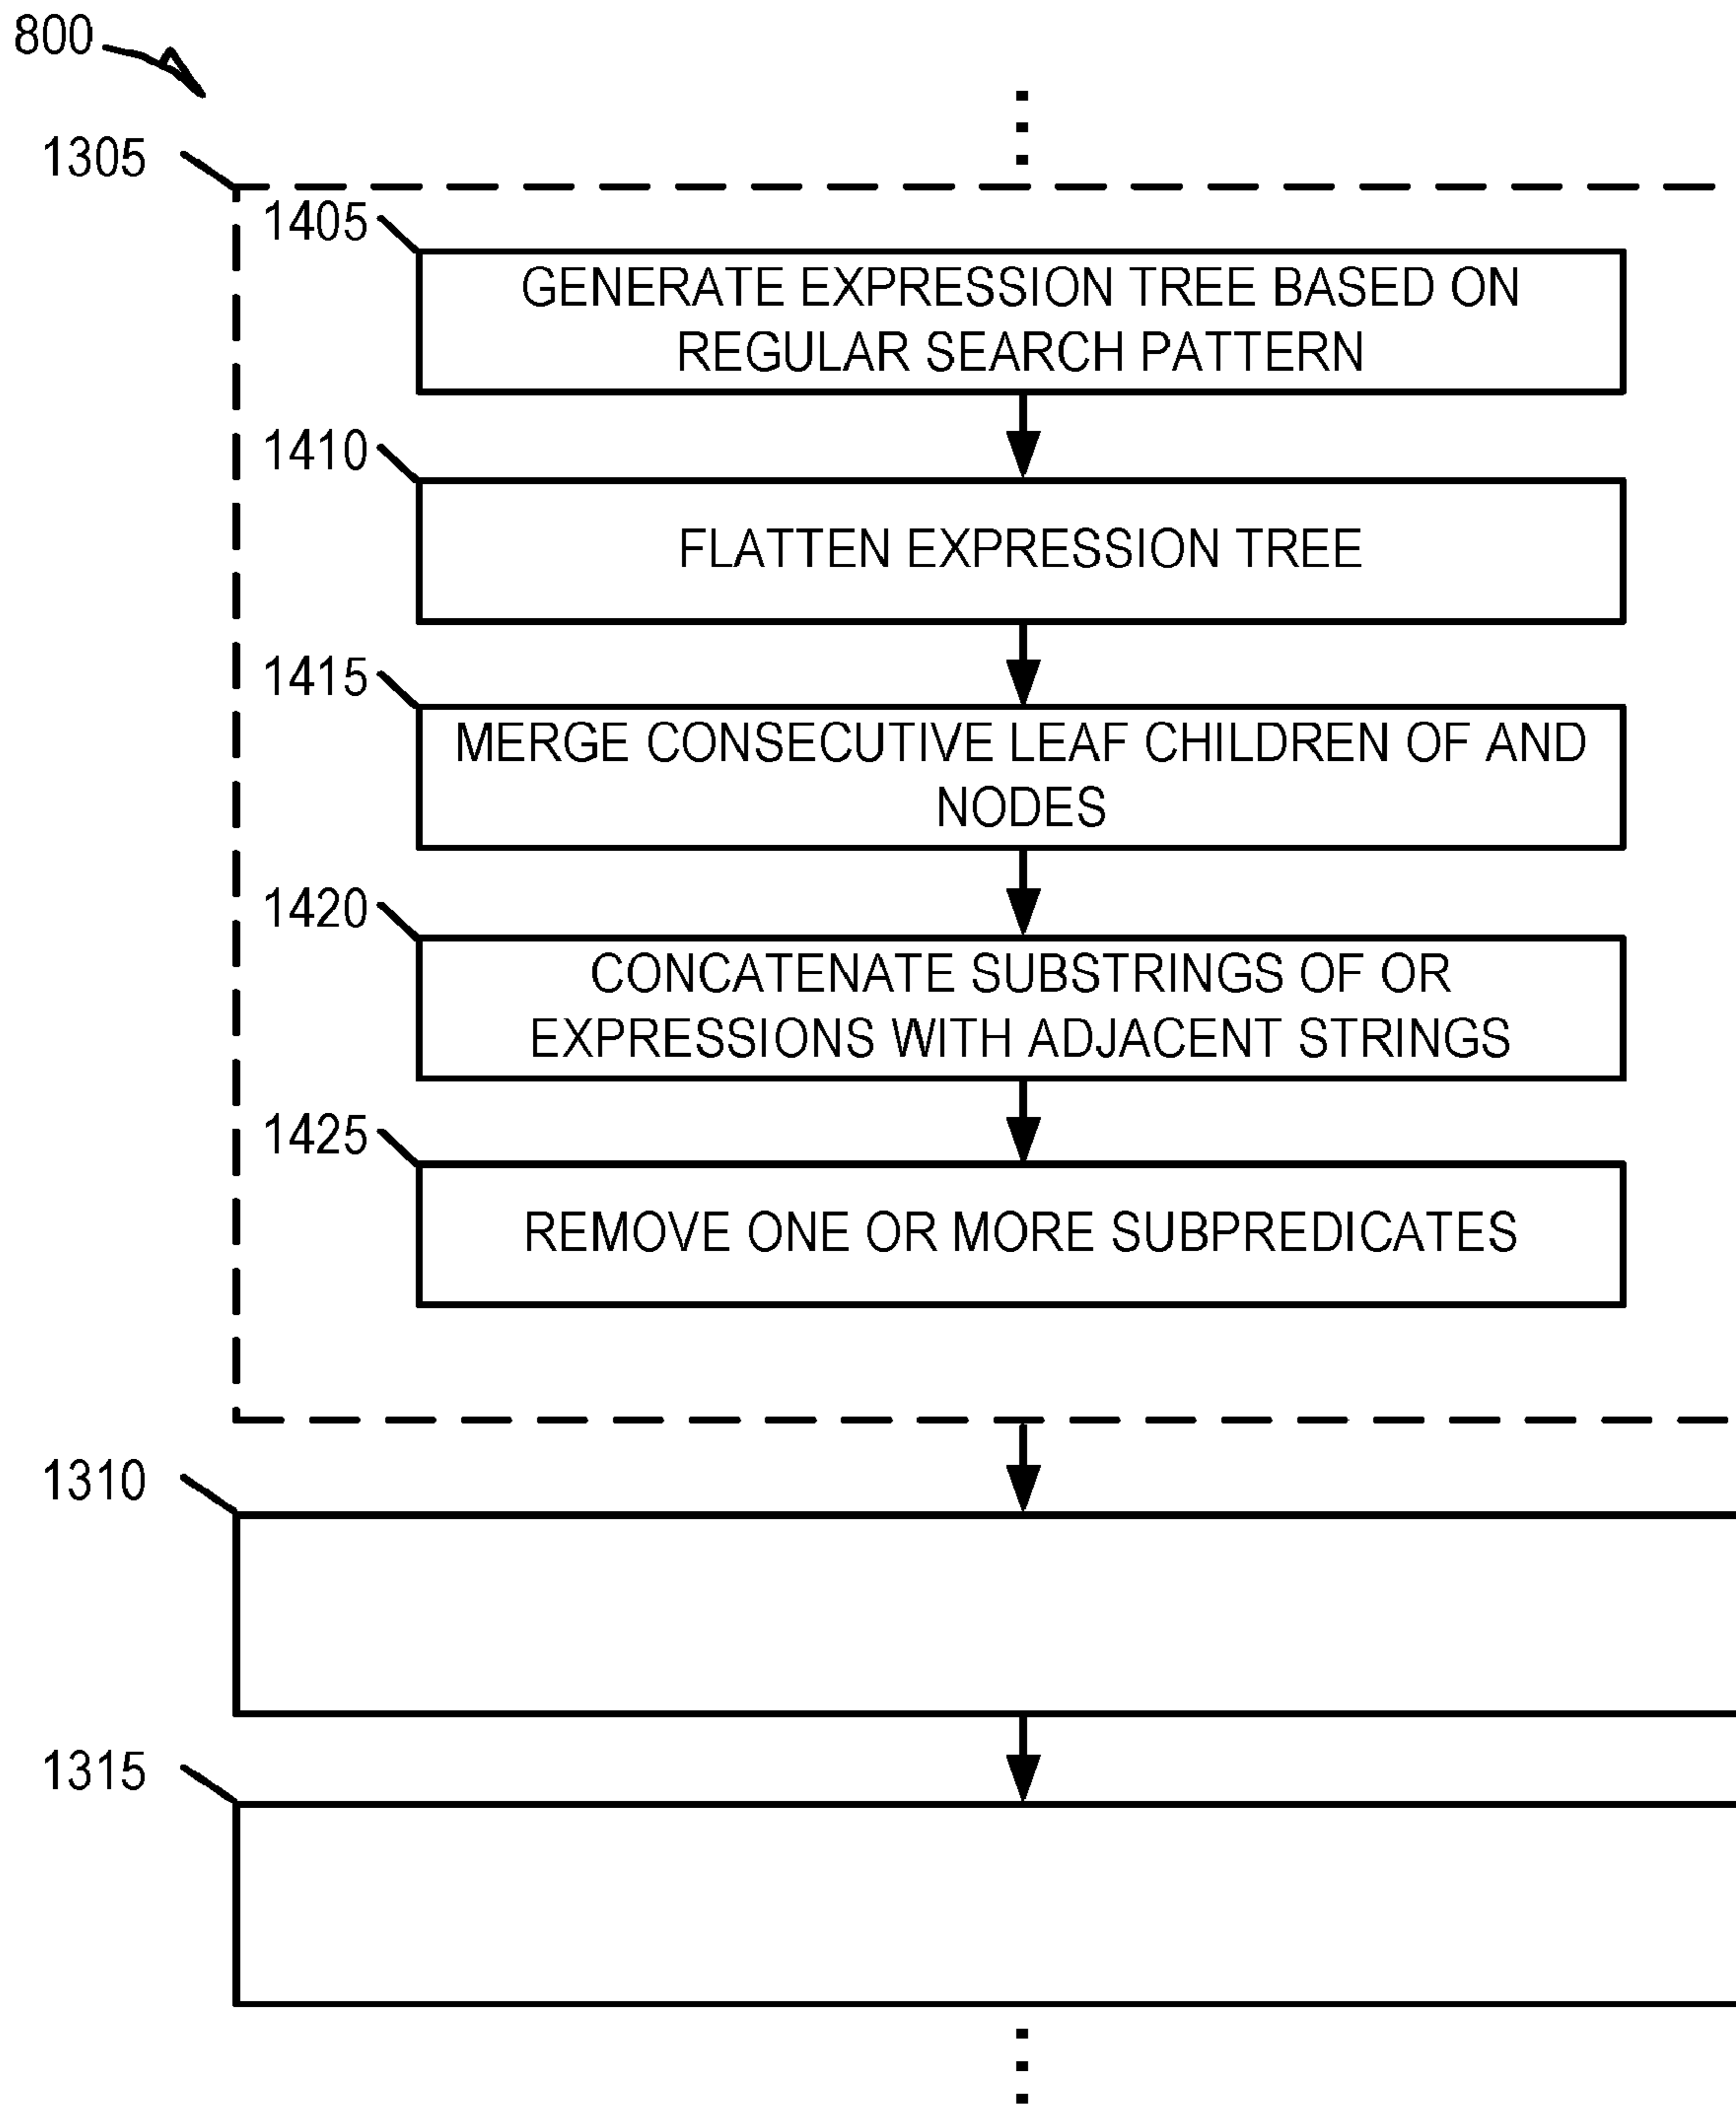 800
1305
1405
GENERATE EXPRESSION TREE BASED ON
REGULAR SEARCH PATTERN
1410
FLATTEN EXPRESSION TREE
1415
MERGE CONSECUTIVE LEAF CHILDREN OF AND
NODES
1420
CONCATENATE SUBSTRINGS OF OR
EXPRESSIONS WITH ADJACENT STRINGS
1425
REMOVE ONE OR MORE SUBPREDICATES
1310
1315